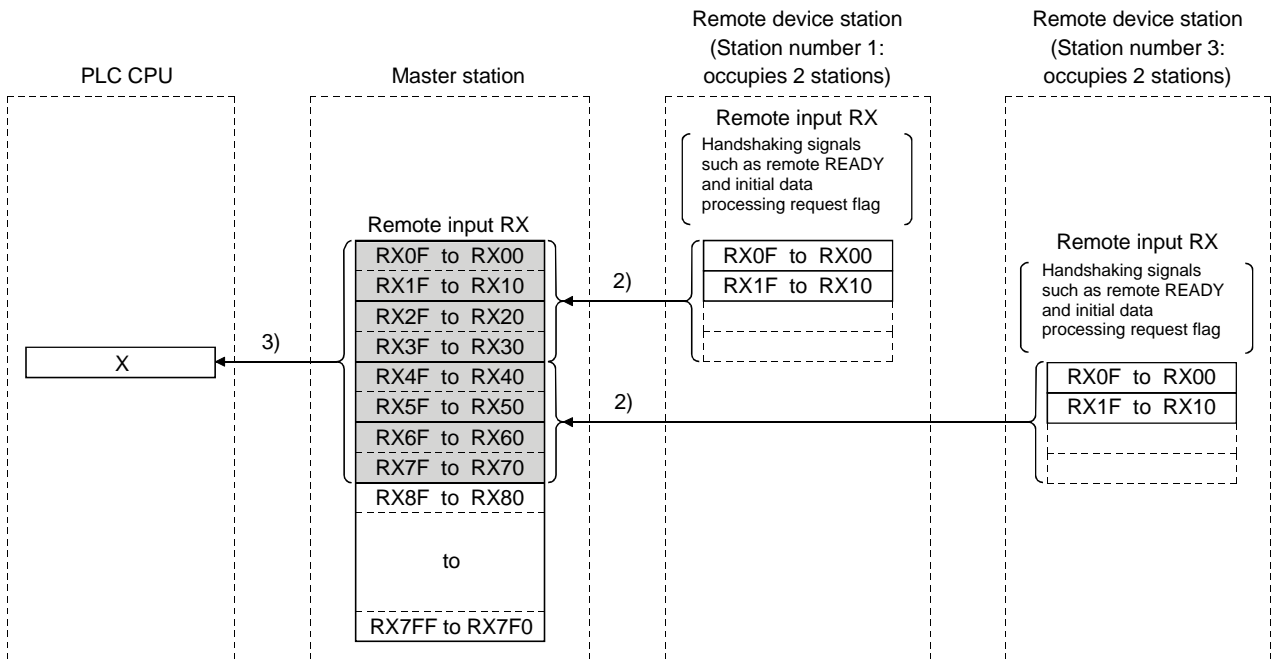 PLC CPU
Master station
Remote device station
(Station number 1:
occupies 2 stations)
Remote device station
(Station number 3:
occupies 2 stations)
X
3)
Remote input RX
RX0F to RX00
RX1F to RX10
RX2F to RX20
RX3F to RX30
RX4F to RX40
RX5F to RX50
RX6F to RX60
RX7F to RX70
RX8F to RX80
to
RX7FF to RX7F0
2)
2)
Remote input RX
Handshaking signals
such as remote READY
and initial data
processing request flag
RX0F to RX00
RX1F to RX10
Remote input RX
Handshaking signals
such as remote READY
and initial data
processing request flag
RX0F to RX00
RX1F to RX10